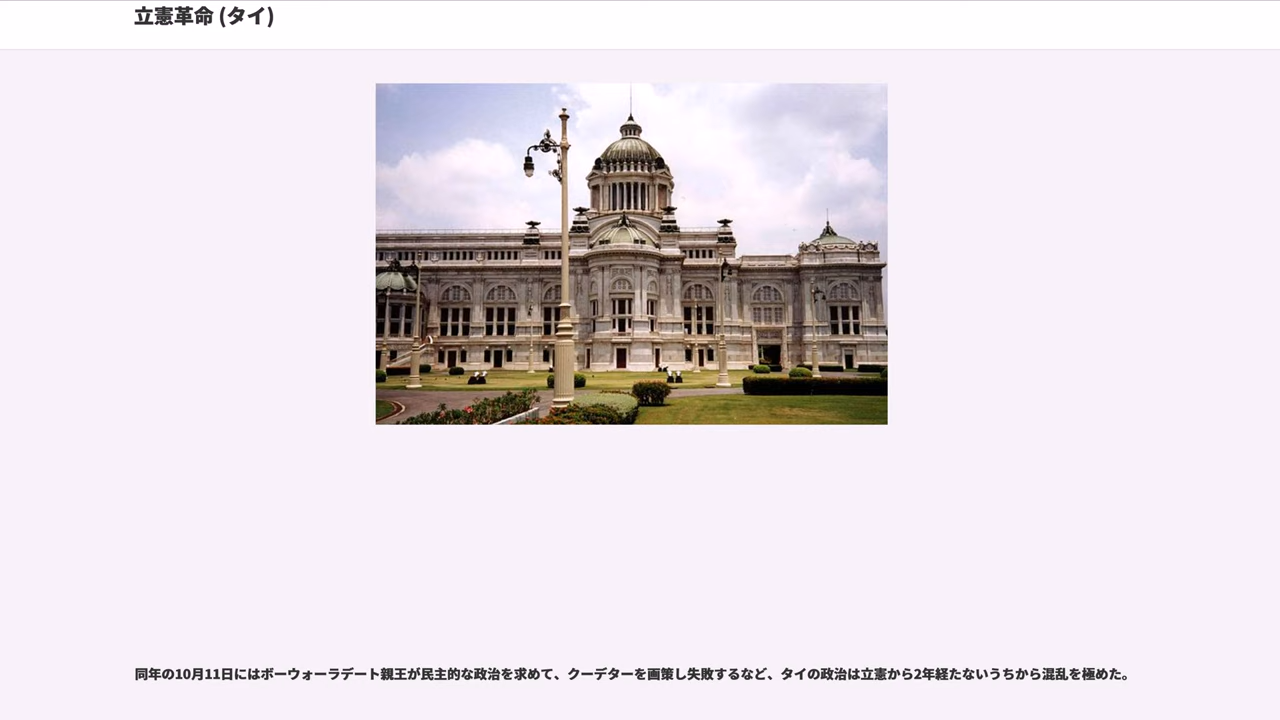 立憲革命 (タイ)
同年の10月11日にはボーウォーラデート親王が民主的な政治を求めて、クーデターを画策し失敗するなど、タイの政治は立憲から2年経たないうちから混乱を極めた。